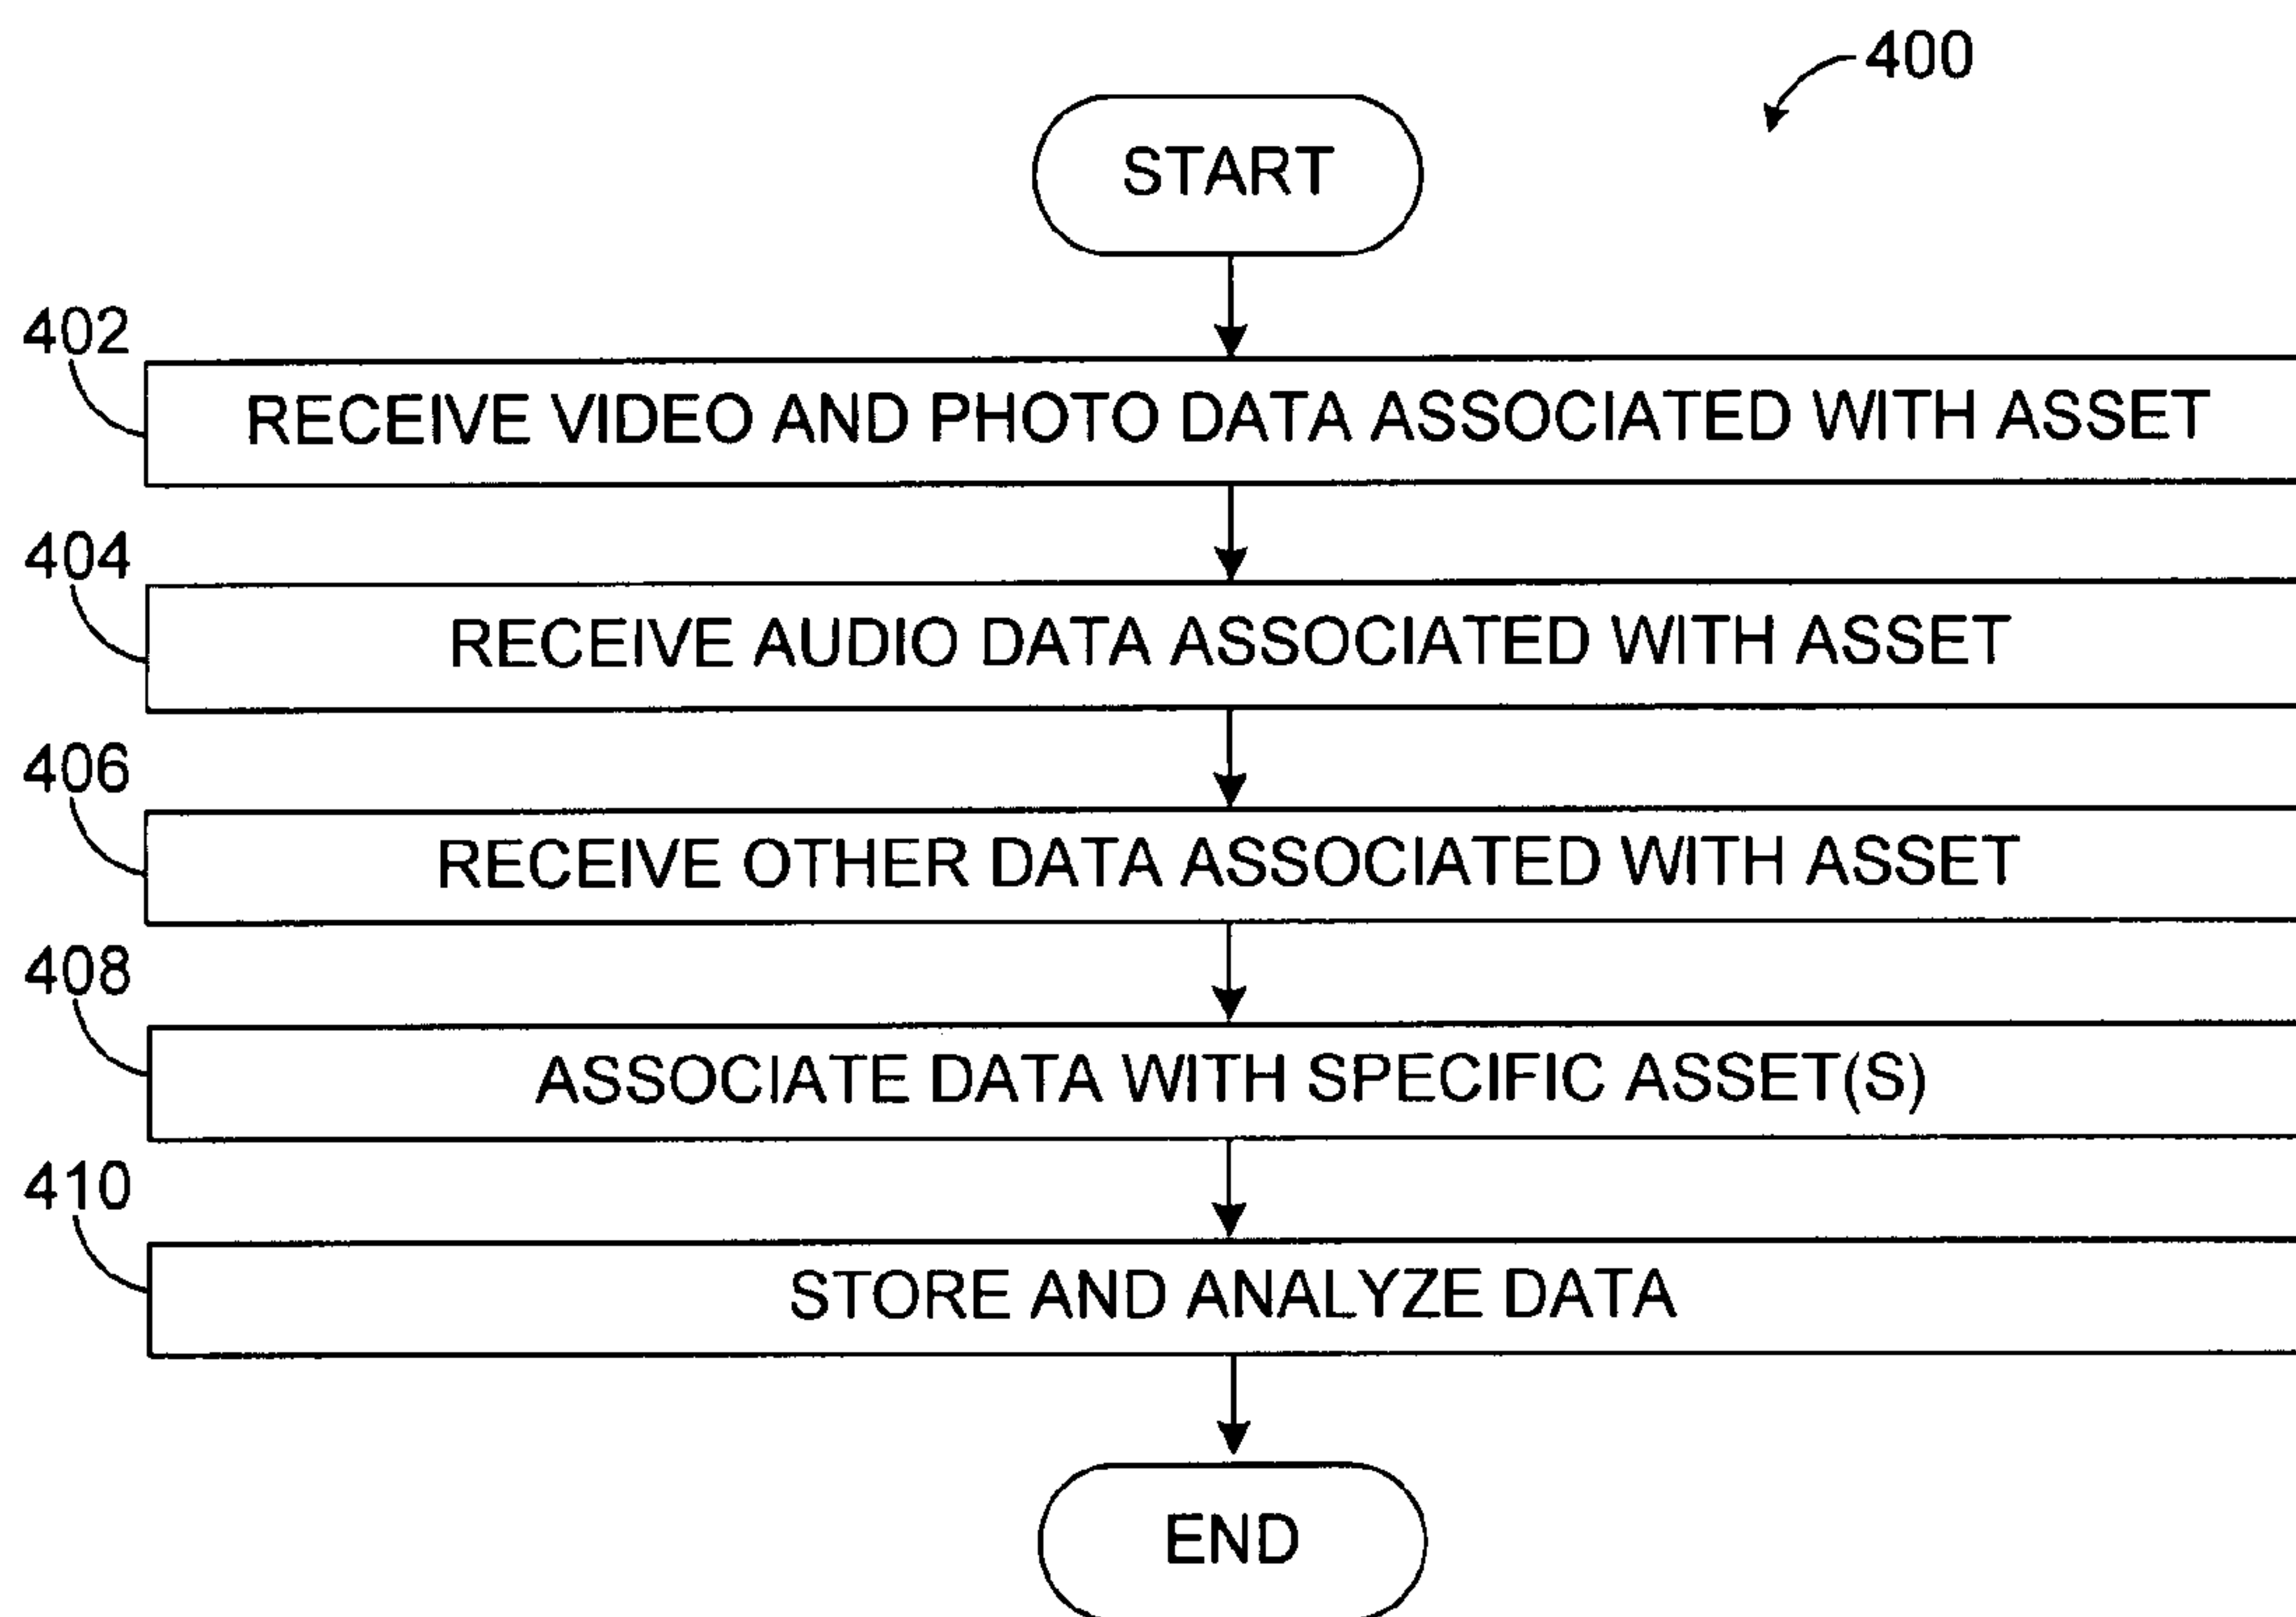 400
START
402
RECEIVE VIDEO AND PHOTO DATA ASSOCIATED WITH ASSET
404
RECEIVE AUDIO DATA ASSOCIATED WITH ASSET
406
RECEIVE OTHER DATA ASSOCIATED WITH ASSET
408
ASSOCIATE DATA WITH SPECIFIC ASSET(S)
410
STORE AND ANALYZE DATA
END